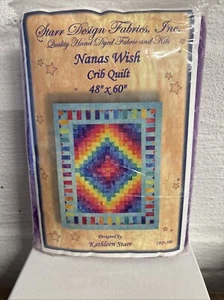 Starr Design Fabrics, Inc.
Quality Hand Dyed Fabric and Kits
Nanas Wish
Crib Quilt
48" x 60"
Designed by
Kathleen Starr